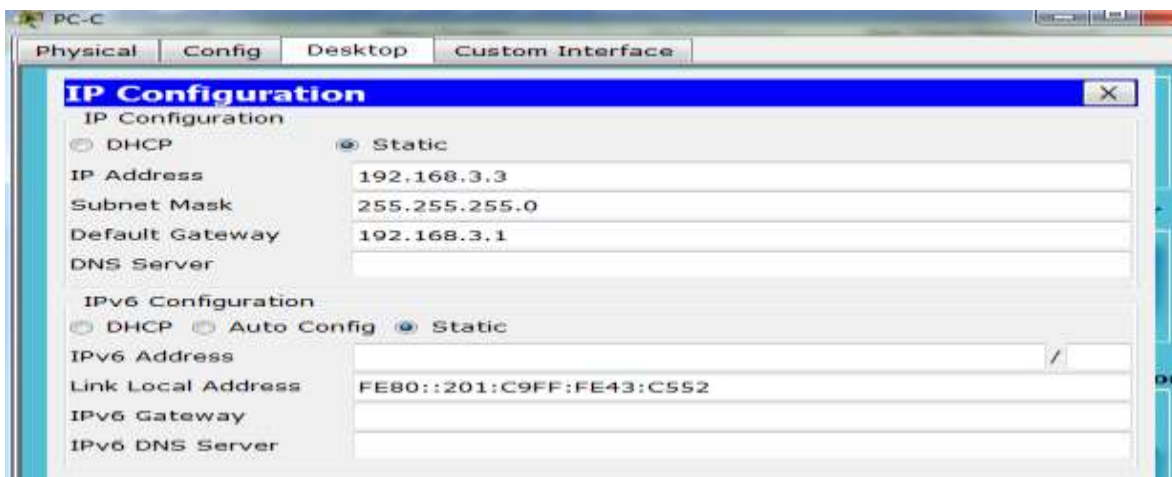 PC-C
Physical Config Desktop Custom Interface
IP Configuration X
IP Configuration
DHCP Static
IP Address 192.168.3.3
Subnet Mask 255.255.255.0
Default Gateway 192.168.3.1
DNS Server
IPv6 Configuration
DHCP Auto Config Static
IPv6 Address /
Link Local Address FE80::201:C9FF:FE43:C552
IPv6 Gateway
IPv6 DNS Server